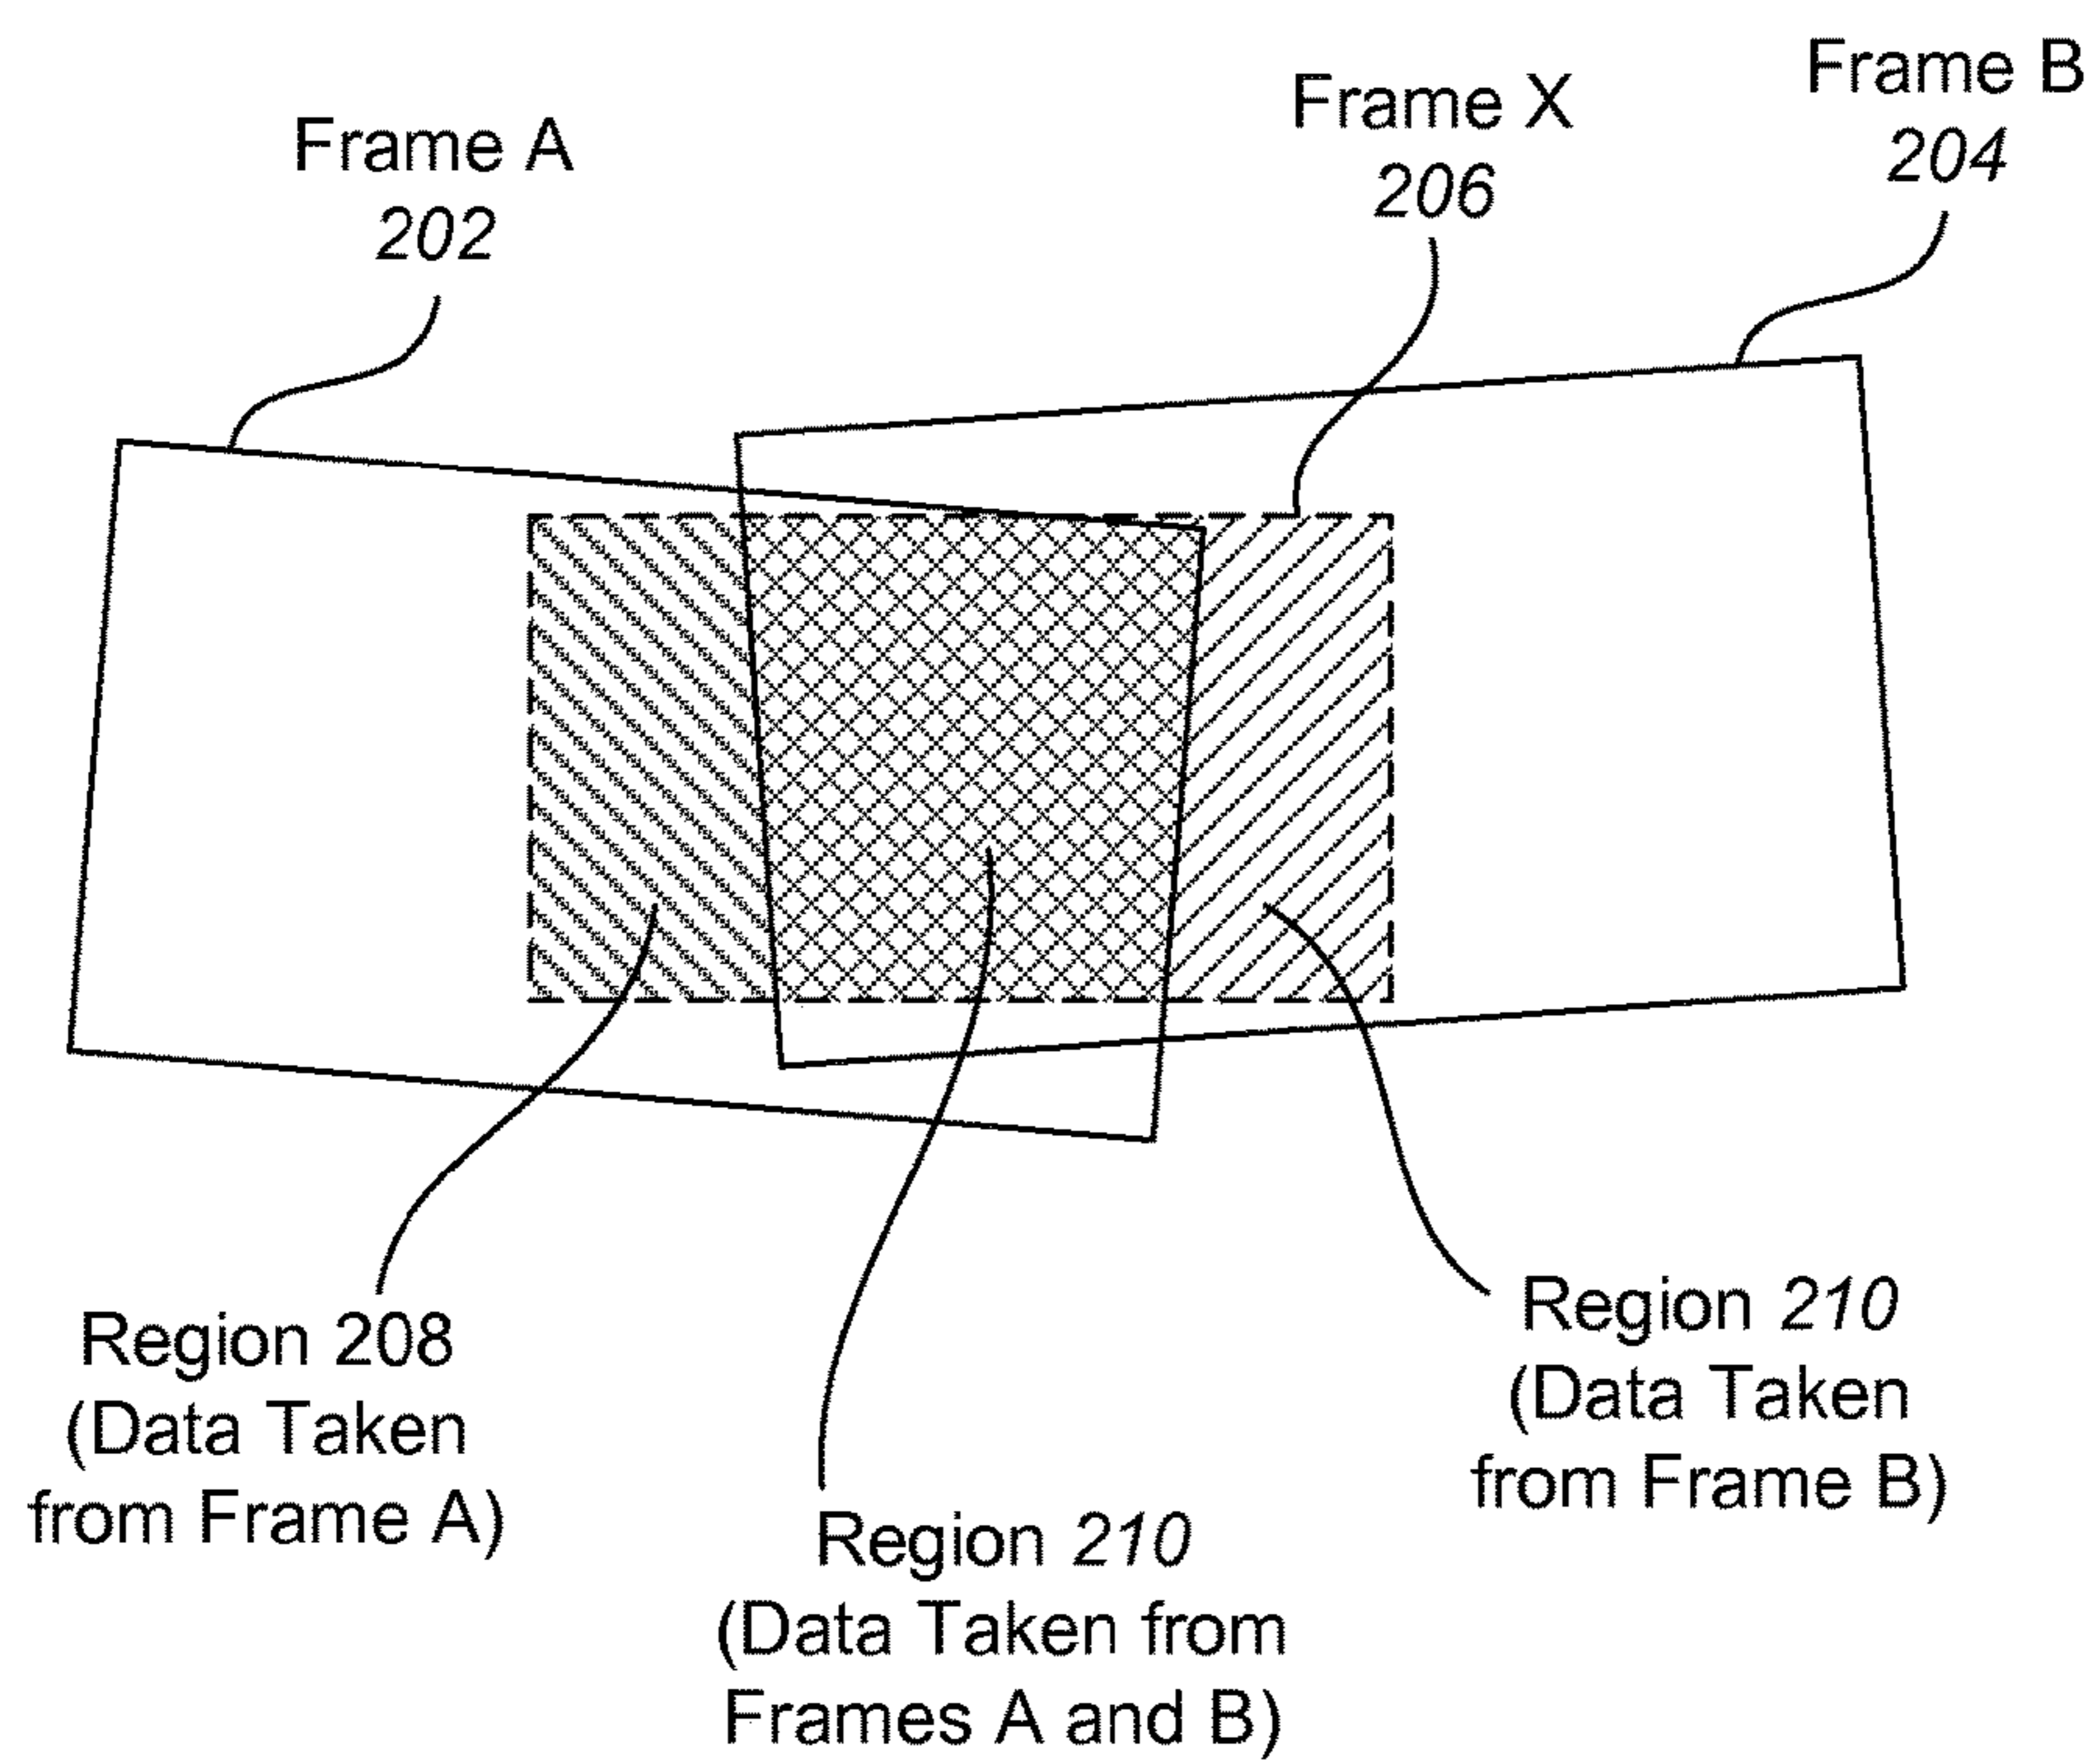 Frame A
202
Frame X
206
Frame B
204
Region 208
(Data Taken
from Frame A)
Region 210
(Data Taken from
Frames A and B)
Region 210
(Data Taken
from Frame B)